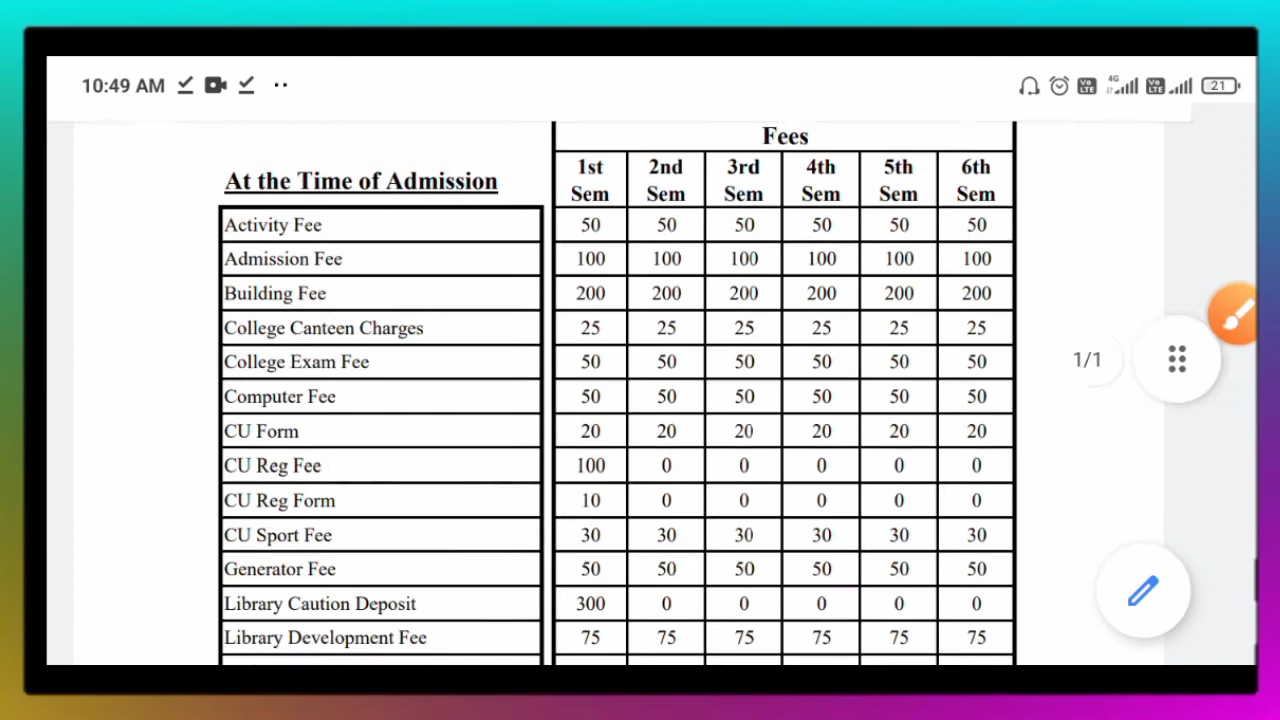 10:49 AM
4G Vo LTE Vo LTE 21
Fees
At the Time of Admission
1st Sem 2nd Sem 3rd Sem 4th Sem 5th Sem 6th Sem
Activity Fee 50 50 50 50 50 50
Admission Fee 100 100 100 100 100 100
Building Fee 200 200 200 200 200 200
College Canteen Charges 25 25 25 25 25 25
College Exam Fee 50 50 50 50 50 50
Computer Fee 50 50 50 50 50 50
1/1
CU Form 20 20 20 20 20 20
CU Reg Fee 100 0 0 0 0 0
CU Reg Form 10 0 0 0 0 0
CU Sport Fee 30 30 30 30 30 30
Generator Fee 50 50 50 50 50 50
Library Caution Deposit 300 0 0 0 0 0
Library Development Fee 75 75 75 75 75 75